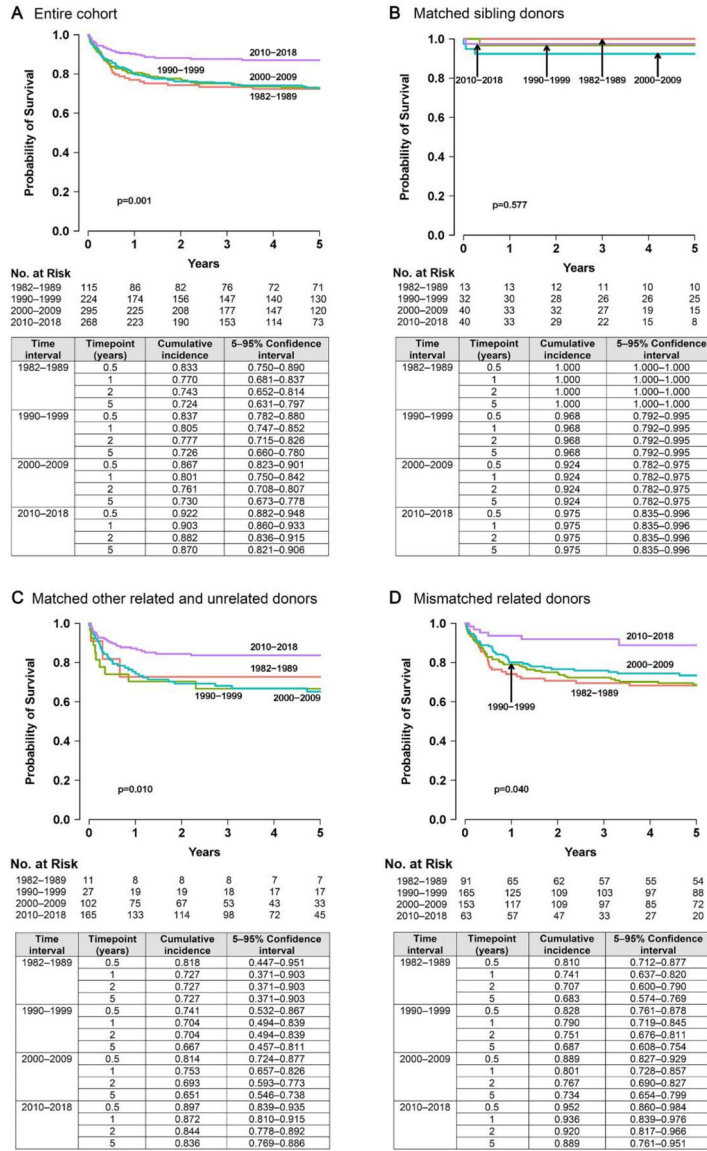 A Entire cohort
Probability of Survival
1.0
0.8
0.6
0.4
0.2
0.0
2010–2018
1990–1999
2000–2009
1982–1989
p=0.001
0 1 2 3 4 5
Years
No. at Risk
1982–1989 115 86 82 76 72 71
1990–1999 224 174 156 147 140 130
2000–2009 295 225 208 177 147 120
2010–2018 268 223 190 153 114 73
Time interval Timepoint (years) Cumulative incidence 5–95% Confidence interval
1982–1989 0.5 0.833 0.750–0.890
1 0.770 0.681–0.837
2 0.743 0.652–0.814
5 0.724 0.631–0.797
1990–1999 0.5 0.837 0.782–0.880
1 0.805 0.747–0.852
2 0.777 0.715–0.826
5 0.726 0.660–0.780
2000–2009 0.5 0.867 0.823–0.901
1 0.801 0.750–0.842
2 0.761 0.708–0.807
5 0.730 0.673–0.778
2010–2018 0.5 0.922 0.882–0.948
1 0.903 0.860–0.933
2 0.882 0.836–0.915
5 0.870 0.821–0.906
B Matched sibling donors
Probability of Survival
1.0
0.8
0.6
0.4
0.2
0.0
2010–2018 1990–1999 1982–1989 2000–2009
p=0.577
0 1 2 3 4 5
Years
No. at Risk
1982–1989 13 13 12 11 10 10
1990–1999 32 30 28 26 26 25
2000–2009 40 33 32 27 19 15
2010–2018 40 33 29 22 15 8
Time interval Timepoint (years) Cumulative incidence 5–95% Confidence interval
1982–1989 0.5 1.000 1.000–1.000
1 1.000 1.000–1.000
2 1.000 1.000–1.000
5 1.000 1.000–1.000
1990–1999 0.5 0.968 0.792–0.995
1 0.968 0.792–0.995
2 0.968 0.792–0.995
5 0.968 0.792–0.995
2000–2009 0.5 0.924 0.782–0.975
1 0.924 0.782–0.975
2 0.924 0.782–0.975
5 0.924 0.782–0.975
2010–2018 0.5 0.975 0.835–0.996
1 0.975 0.835–0.996
2 0.975 0.835–0.996
5 0.975 0.835–0.996
C Matched other related and unrelated donors
Probability of Survival
1.0
0.8
0.6
0.4
0.2
0.0
2010–2018
1982–1989
1990–1999
2000–2009
p=0.010
0 1 2 3 4 5
Years
No. at Risk
1982–1989 11 8 8 8 7 7
1990–1999 27 19 19 18 17 17
2000–2009 102 75 67 53 43 33
2010–2018 165 133 114 98 72 45
Time interval Timepoint (years) Cumulative incidence 5–95% Confidence interval
1982–1989 0.5 0.818 0.447–0.951
1 0.727 0.371–0.903
2 0.727 0.371–0.903
5 0.727 0.371–0.903
1990–1999 0.5 0.741 0.532–0.867
1 0.704 0.494–0.839
2 0.704 0.494–0.839
5 0.667 0.457–0.811
2000–2009 0.5 0.814 0.724–0.877
1 0.753 0.657–0.826
2 0.693 0.593–0.773
5 0.651 0.546–0.738
2010–2018 0.5 0.897 0.839–0.935
1 0.872 0.810–0.915
2 0.844 0.778–0.892
5 0.836 0.769–0.886
D Mismatched related donors
Probability of Survival
1.0
0.8
0.6
0.4
0.2
0.0
2010–2018
2000–2009
1982–1989
1990–1999
p=0.040
0 1 2 3 4 5
Years
No. at Risk
1982–1989 91 65 62 57 55 54
1990–1999 165 125 109 103 97 88
2000–2009 153 117 109 97 85 72
2010–2018 63 57 47 33 27 20
Time interval Timepoint (years) Cumulative incidence 5–95% Confidence interval
1982–1989 0.5 0.810 0.712–0.877
1 0.741 0.637–0.820
2 0.707 0.600–0.790
5 0.683 0.574–0.769
1990–1999 0.5 0.828 0.761–0.878
1 0.790 0.719–0.845
2 0.751 0.676–0.811
5 0.687 0.608–0.754
2000–2009 0.5 0.889 0.827–0.929
1 0.801 0.728–0.857
2 0.767 0.690–0.827
5 0.734 0.654–0.799
2010–2018 0.5 0.952 0.860–0.984
1 0.936 0.839–0.976
2 0.920 0.817–0.966
5 0.889 0.761–0.951